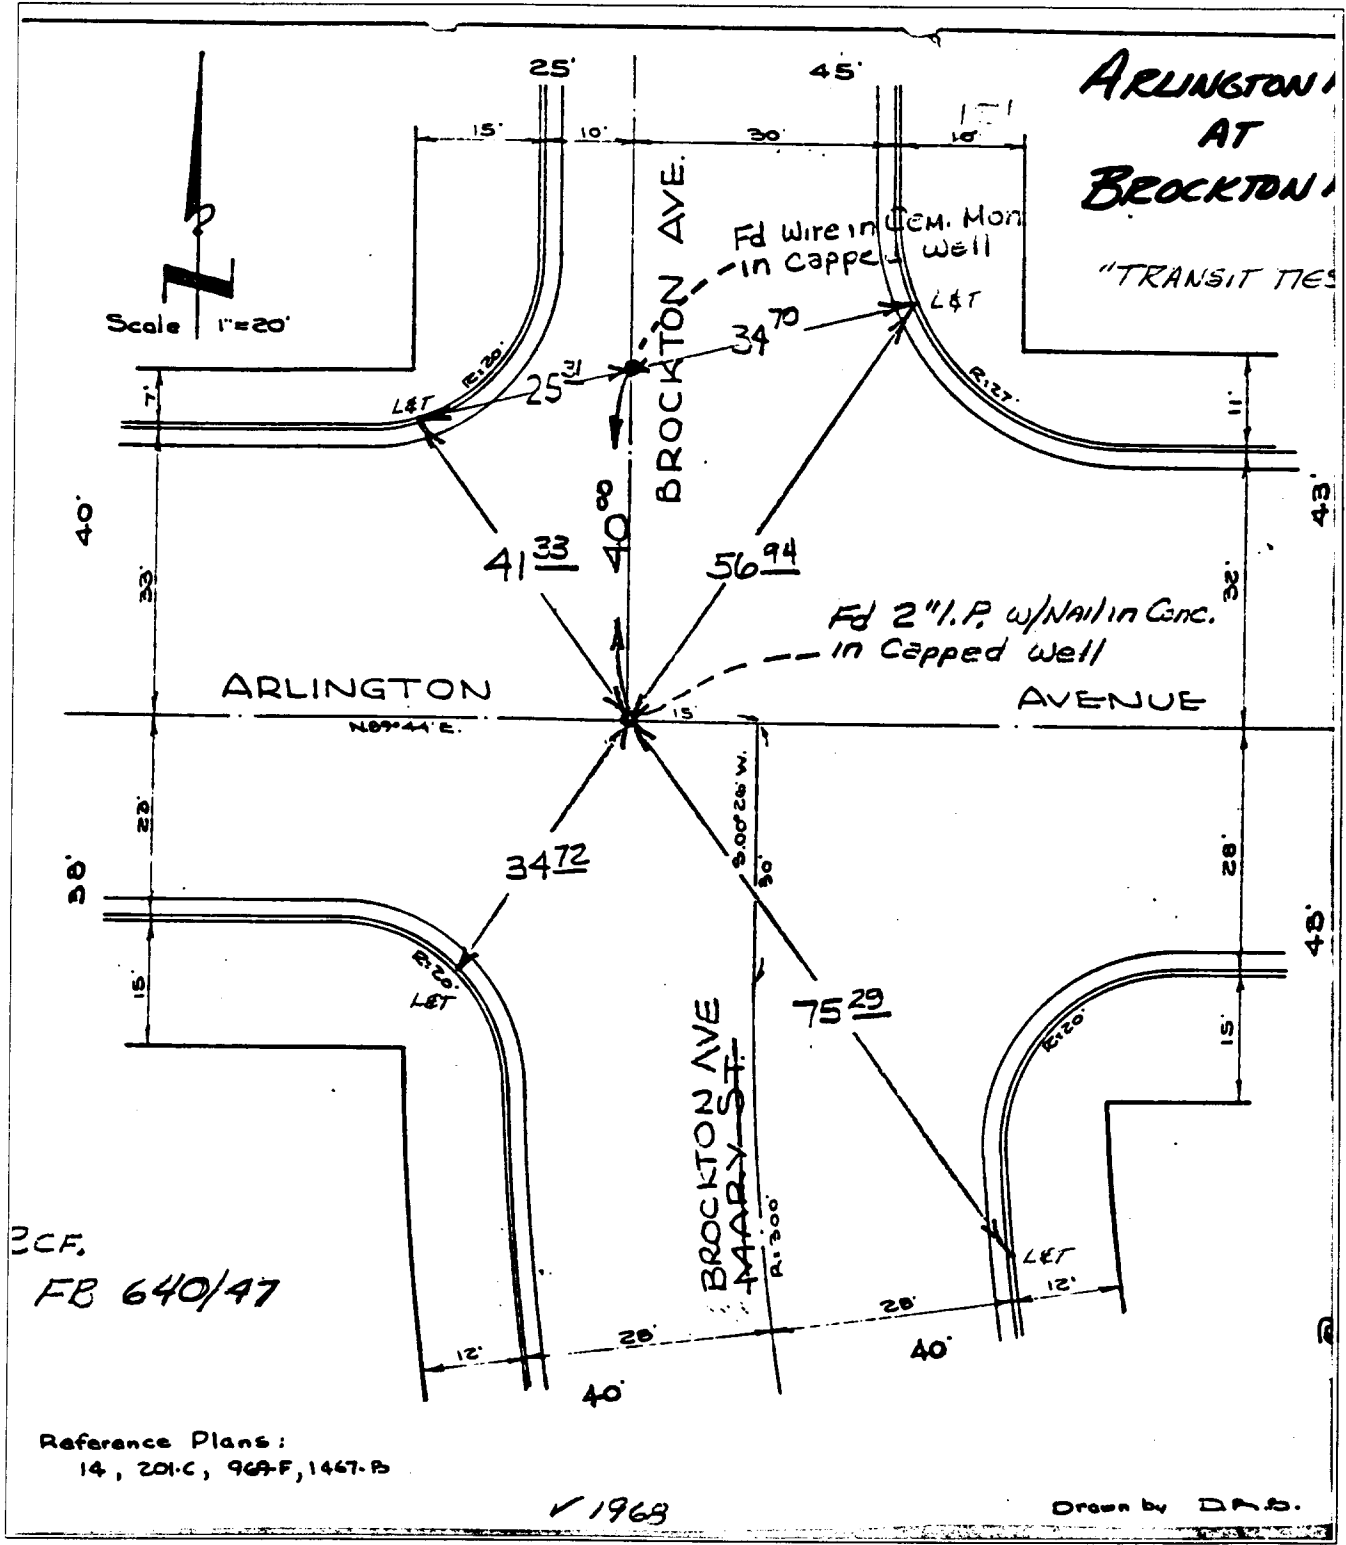 25'
45'
ARLINGTON
AT
BROCKTON
15'
10'
30'
10'
BROCKTON AVE.
Fd Wire in Cem. Mon
in Capped Well
"TRANSIT TIES
Scale 1"=20'
L&T
34 70
R=20'
25 31
L&T
R=27'
7'
11'
40'
43'
40 00
41 33
56 94
33'
32'
Fd 2" I.P. w/Nail in Conc.
in Capped Well
ARLINGTON
AVENUE
N.89°44'E.
15'
S.00°26'W.
23'
50'
28'
38'
34 72
48'
R=20'
L&T
15'
75 29
R=20'
15'
BROCKTON AVE
MARY ST.
R=300'
L&T
12'
28'
28'
12'
40'
40'
FB 640/47
Reference Plans:
14, 201-C, 969-F, 1467-B
✓ 1968
Drawn by